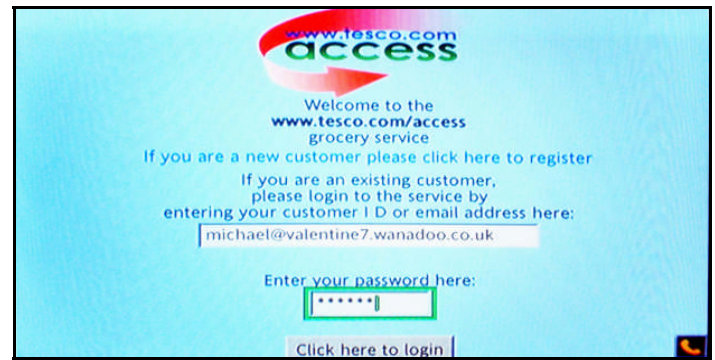 www.tesco.com
access
Welcome to the
www.tesco.com/access
grocery service
If you are a new customer please click here to register
If you are an existing customer,
please login to the service by
entering your customer I D or email address here:
michael@valentine7.wanadoo.co.uk
Enter your password here:
******
Click here to login